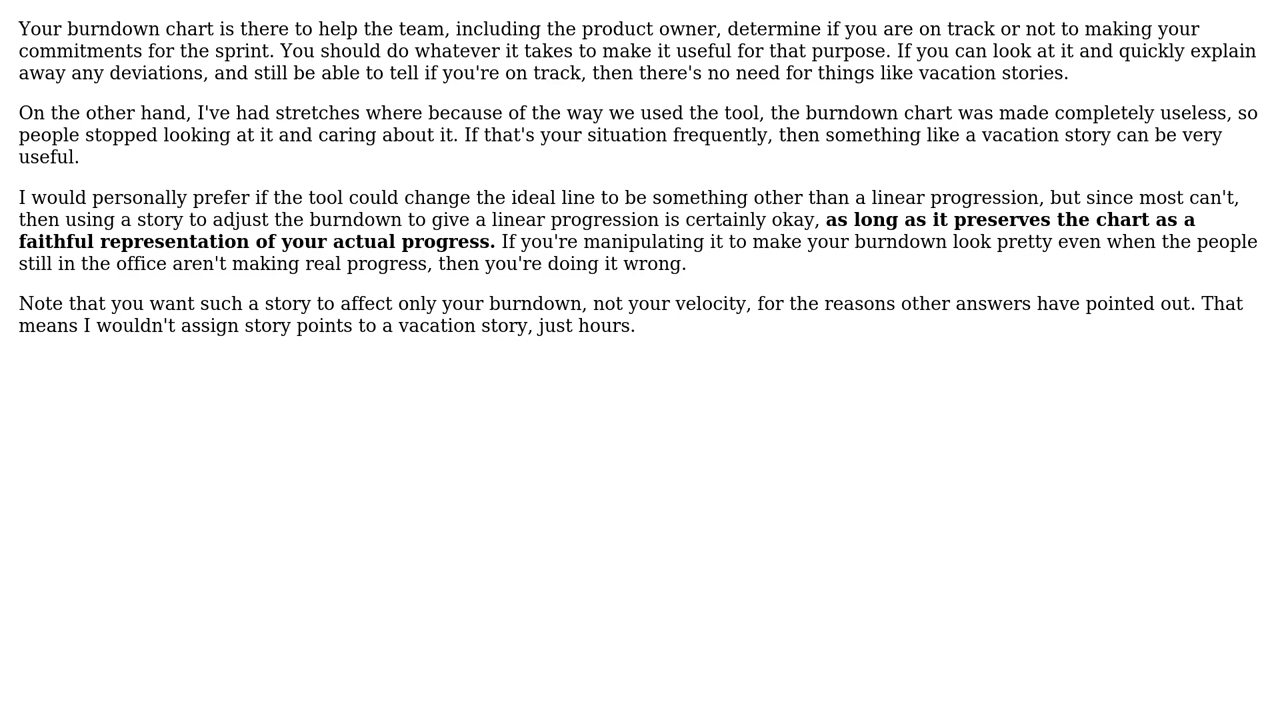 Your burndown chart is there to help the team, including the product owner, determine if you are on track or not to making your
commitments for the sprint. You should do whatever it takes to make it useful for that purpose. If you can look at it and quickly explain
away any deviations, and still be able to tell if you're on track, then there's no need for things like vacation stories.
On the other hand, I've had stretches where because of the way we used the tool, the burndown chart was made completely useless, so
people stopped looking at it and caring about it. If that's your situation frequently, then something like a vacation story can be very
useful.
I would personally prefer if the tool could change the ideal line to be something other than a linear progression, but since most can't,
then using a story to adjust the burndown to give a linear progression is certainly okay, as long as it preserves the chart as a
faithful representation of your actual progress. If you're manipulating it to make your burndown look pretty even when the people
still in the office aren't making real progress, then you're doing it wrong.
Note that you want such a story to affect only your burndown, not your velocity, for the reasons other answers have pointed out. That
means I wouldn't assign story points to a vacation story, just hours.